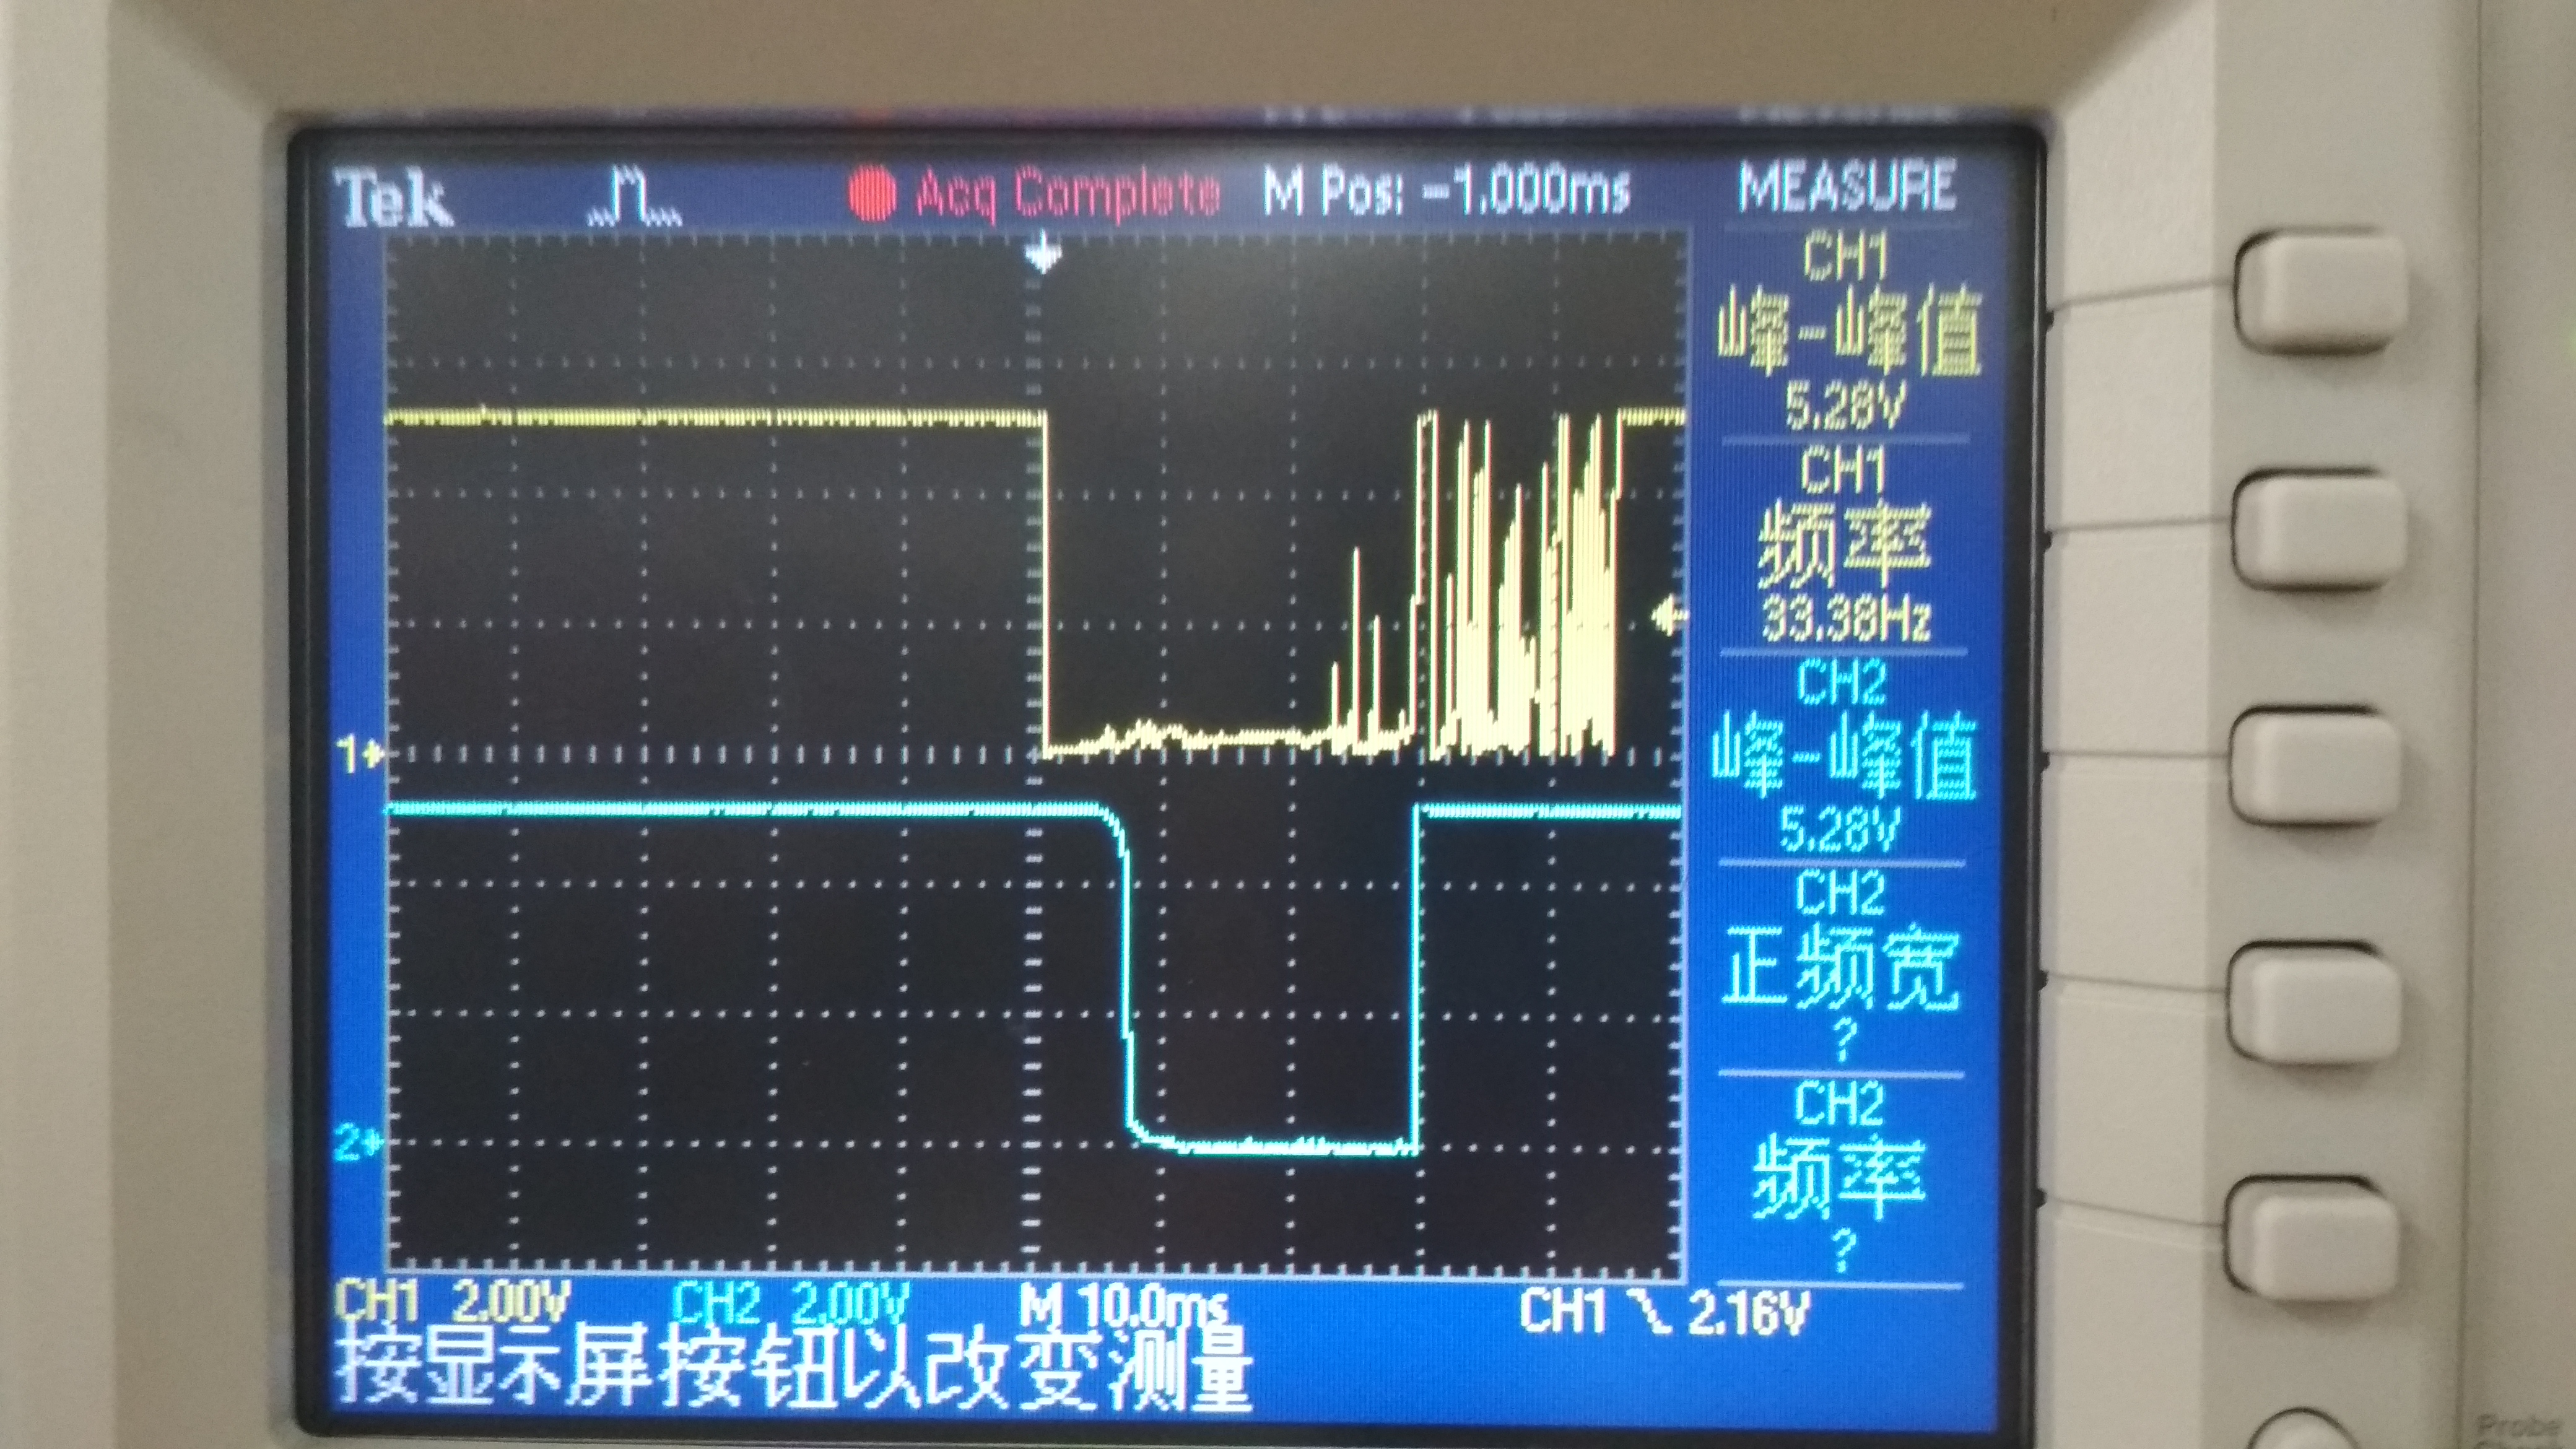 Tek Acq Complete M Pos: -1.000ms MEASURE
CH1
峰-峰值
5.28V
CH1
频率
33.38Hz
CH2
峰-峰值
5.28V
CH2
正频宽
?
CH2
频率
?
1
2
CH1 2.00V CH2 2.00V M 10.0ms CH1 2.16V
按显示屏按钮以改变测量
Probe